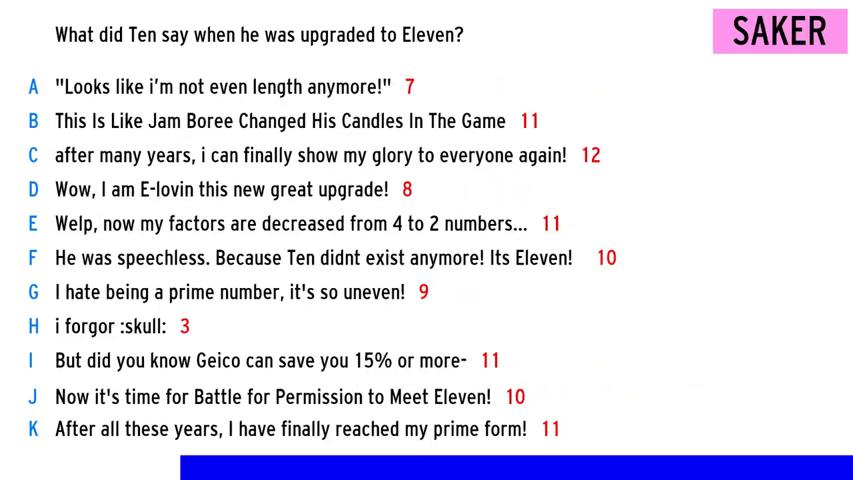 What did Ten say when he was upgraded to Eleven?
SAKER
A "Looks like i'm not even length anymore!" 7
B This Is Like Jam Boree Changed His Candles In The Game 11
C after many years, i can finally show my glory to everyone again! 12
D Wow, I am E-lovin this new great upgrade! 8
E Welp, now my factors are decreased from 4 to 2 numbers... 11
F He was speechless. Because Ten didnt exist anymore! Its Eleven! 10
G I hate being a prime number, it's so uneven! 9
H i forgor :skull: 3
I But did you know Geico can save you 15% or more- 11
J Now it's time for Battle for Permission to Meet Eleven! 10
K After all these years, I have finally reached my prime form! 11